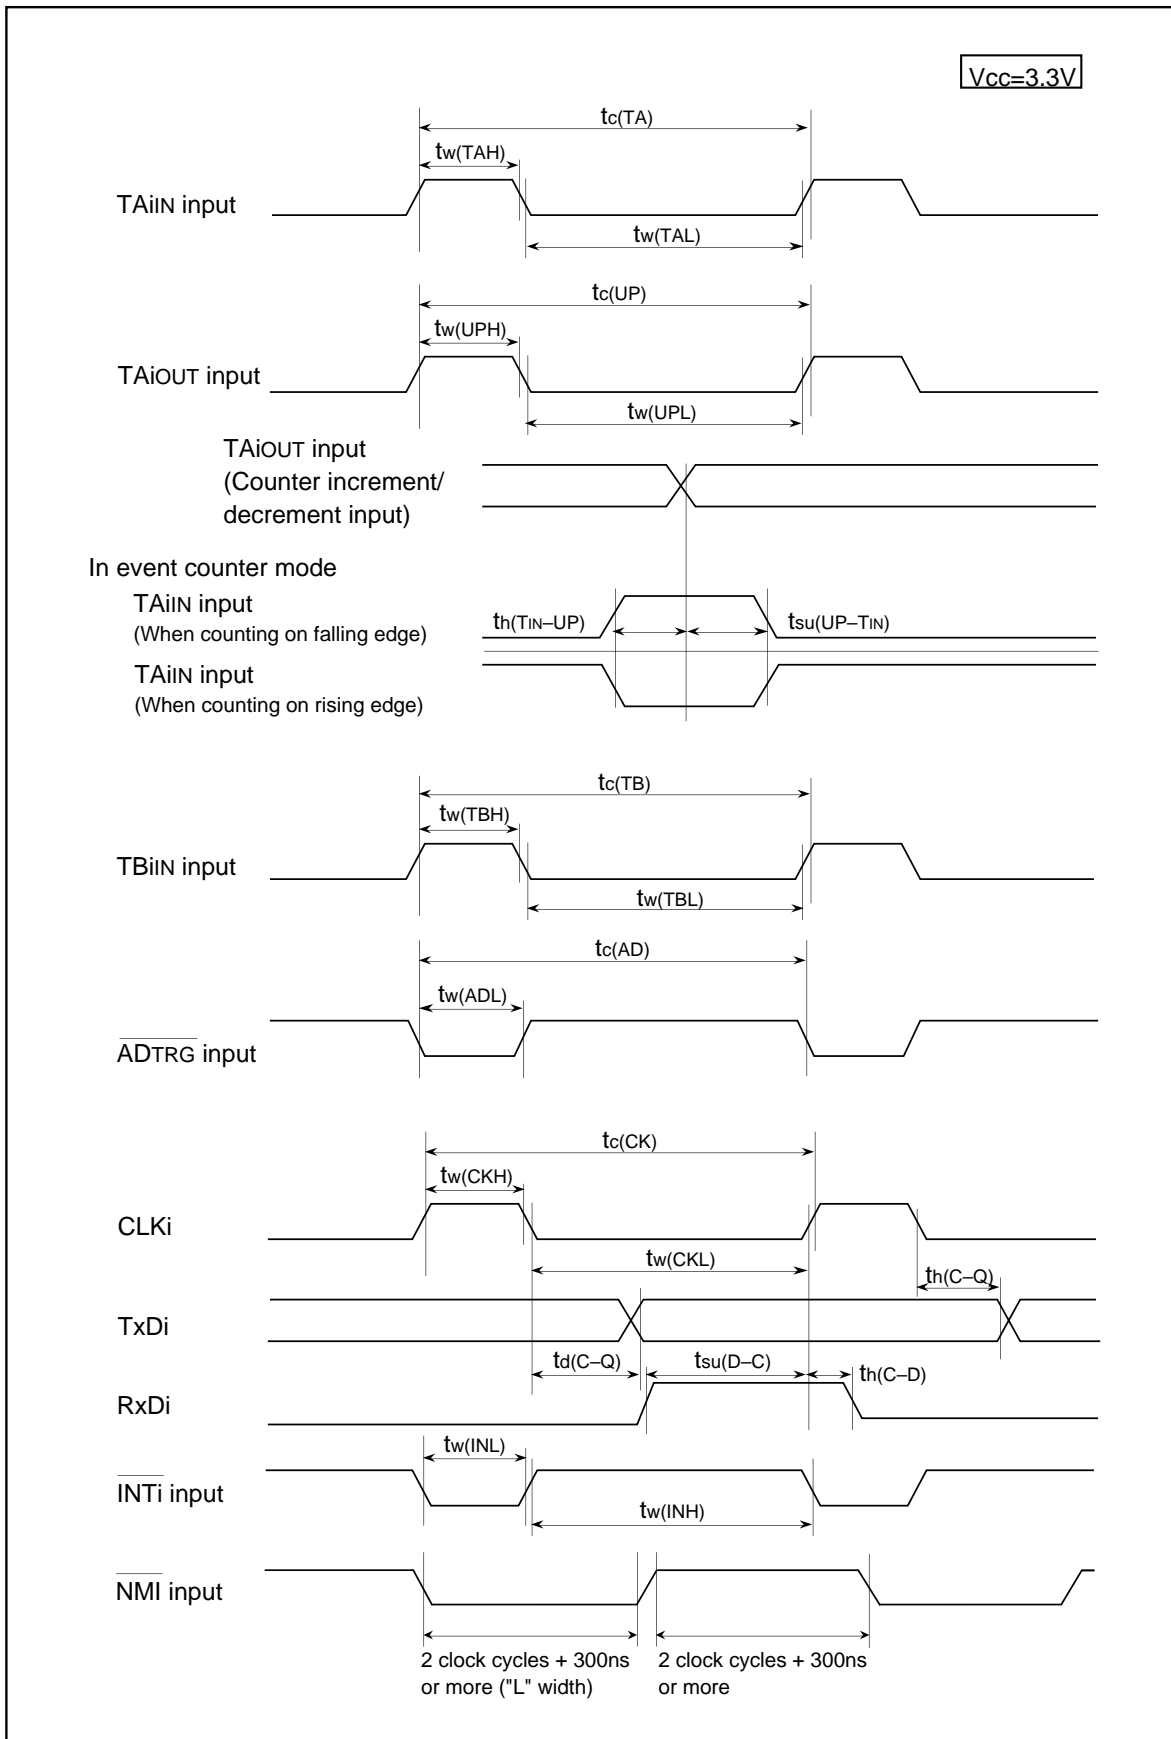 Vcc=3.3V
tc(TA)
tw(TAH)
TAiIN input
tw(TAL)
tc(UP)
tw(UPH)
TAiOUT input
tw(UPL)
TAiOUT input
(Counter increment/
decrement input)
In event counter mode
TAiIN input
(When counting on falling edge)
th(TIN–UP)
tsu(UP–TIN)
TAiIN input
(When counting on rising edge)
tc(TB)
tw(TBH)
TBiIN input
tw(TBL)
tc(AD)
tw(ADL)
ADTRG input
tc(CK)
tw(CKH)
CLKi
tw(CKL)
th(C–Q)
TxDi
td(C–Q)
tsu(D–C)
th(C–D)
RxDi
tw(INL)
INTi input
tw(INH)
NMI input
2 clock cycles + 300ns
or more ("L" width)
2 clock cycles + 300ns
or more